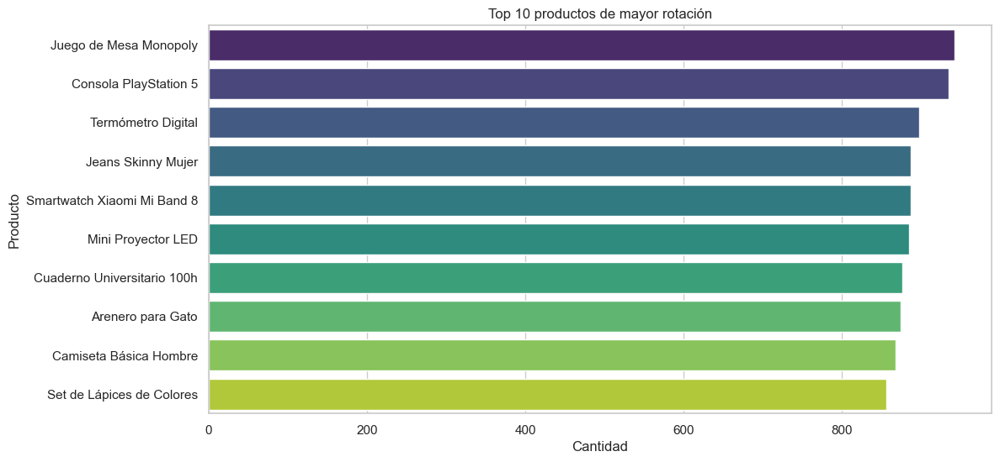 Top 10 productos de mayor rotación
Producto
Juego de Mesa Monopoly
Consola PlayStation 5
Termómetro Digital
Jeans Skinny Mujer
Smartwatch Xiaomi Mi Band 8
Mini Proyector LED
Cuaderno Universitario 100h
Arenero para Gato
Camiseta Básica Hombre
Set de Lápices de Colores
0 200 400 600 800
Cantidad